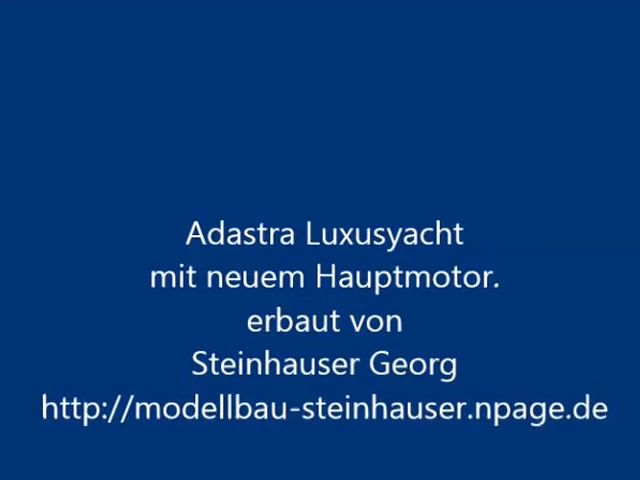 Adastra Luxusyacht
mit neuem Hauptmotor.
erbaut von
Steinhauser Georg
http://modellbau-steinhauser.npage.de